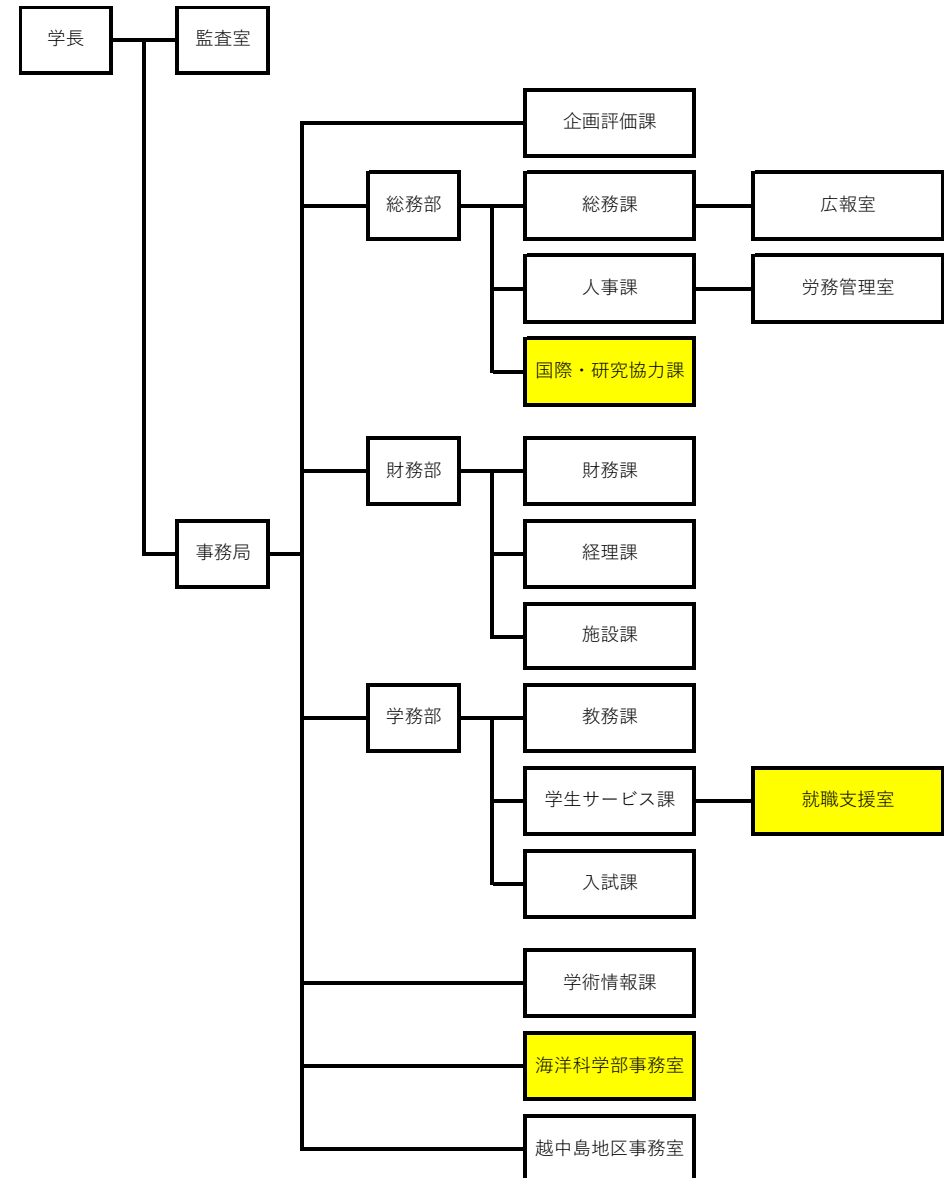 学長
監査室
企画評価課
総務部
総務課
広報室
人事課
労務管理室
国際・研究協力課
財務部
財務課
事務局
経理課
施設課
学務部
教務課
学生サービス課
就職支援室
入試課
学術情報課
海洋科学部事務室
越中島地区事務室